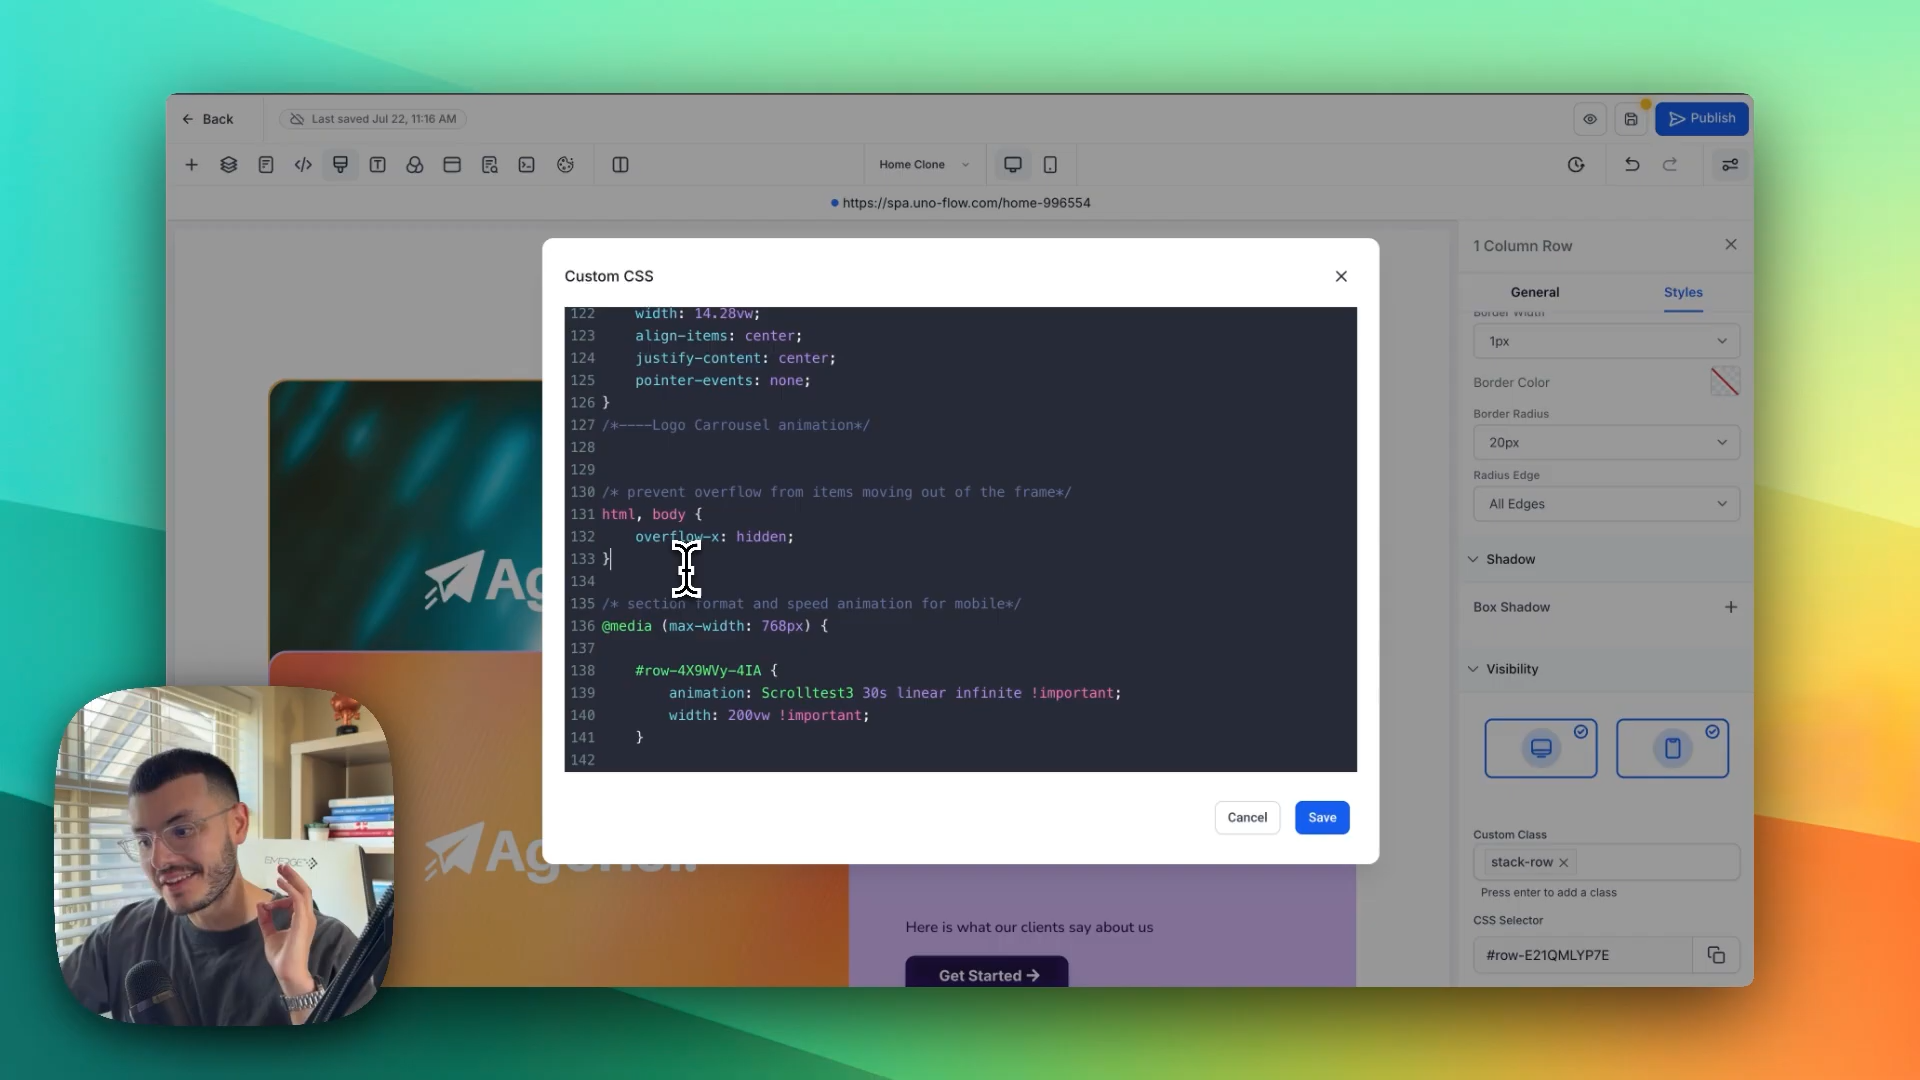 Back
Last saved Jul 22, 11:16 AM
Publish
Home Clone
https://spa.uno-flow.com/home-996554
1 Column Row
General
Styles
Border Width
1px
Border Color
Border Radius
20px
Radius Edge
All Edges
Shadow
Box Shadow
Visibility
Custom Class
stack-row
Press enter to add a class
CSS Selector
#row-E21QMLYP7E
Custom CSS
122 width: 14.28vw;
123 align-items: center;
124 justify-content: center;
125 pointer-events: none;
126 }
127 /*----Logo Carrousel animation*/
128
129
130 /* prevent overflow from items moving out of the frame*/
131 html, body {
132 overflow-x: hidden;
133 }
134
135 /* section format and speed animation for mobile*/
136 @media (max-width: 768px) {
137
138 #row-4X9WVy-4IA {
139 animation: Scrolltest3 30s linear infinite !important;
140 width: 200vw !important;
141 }
142
Cancel
Save
Here is what our clients say about us
Get Started →
EMERGE